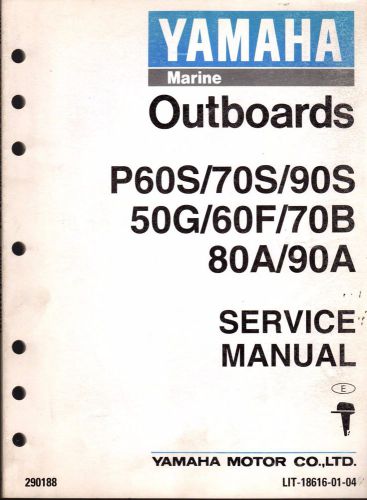 YAMAHA
Marine
Outboards
P60S/70S/90S
50G/60F/70B
80A/90A
SERVICE
MANUAL
E
YAMAHA MOTOR CO.,LTD.
290188 LIT-18616-01-04